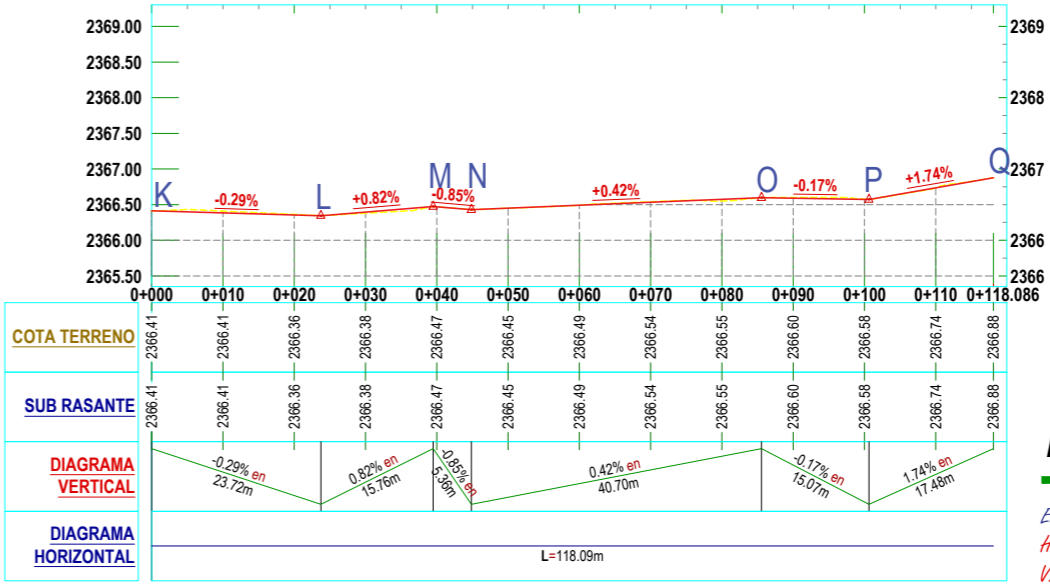 2369.00
2369
2368.50
2368.00
2368
2367.50
2367.00
2367
2366.50
2366.00
2366
2365.50
2366
K
L
M
N
O
P
Q
-0.29%
+0.82%
-0.85%
+0.42%
-0.17%
+1.74%
0+000 0+010 0+020 0+030 0+040 0+050 0+060 0+070 0+080 0+090 0+100 0+110 0+118.086
COTA TERRENO
2366.41 2366.41 2366.36 2366.38 2366.47 2366.45 2366.49 2366.54 2366.55 2366.60 2366.58 2366.74 2366.88
SUB RASANTE
2366.41 2366.41 2366.36 2366.38 2366.47 2366.45 2366.49 2366.54 2366.55 2366.60 2366.58 2366.74 2366.88
DIAGRAMA
VERTICAL
-0.29% en
23.72m
0.82% en
15.76m
-0.85% en
5.36m
0.42% en
40.70m
-0.17% en
15.07m
1.74% en
17.48m
DIAGRAMA
HORIZONTAL
L=118.09m